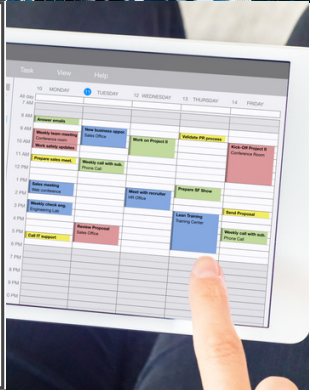 Task View Help
10 MONDAY 11 TUESDAY 12 WEDNESDAY 13 THURSDAY 14 FRIDAY
All day
7 AM
8 AM
Answer emails
9 AM
Weekly team meeting
Conference room
New business oppor.
Sales Office
Work on Project D
Validate PR process
Kick-Off Project D
Conference Room
10 AM
Work safety updates
11 AM
Prepare sales meet.
Weekly call with sub.
Phone Call
12 PM
1 PM
Sales meeting
Web conference
Meet with recruiter
HR Office
Prepare SF Show
2 PM
3 PM
Weekly check eng.
Engineering Lab
Lean Training
Training Center
Send Proposal
4 PM
Review Proposal
Sales Office
Weekly call with sub.
Phone Call
5 PM
Call IT support
6 PM
7 PM
8 PM
9 PM